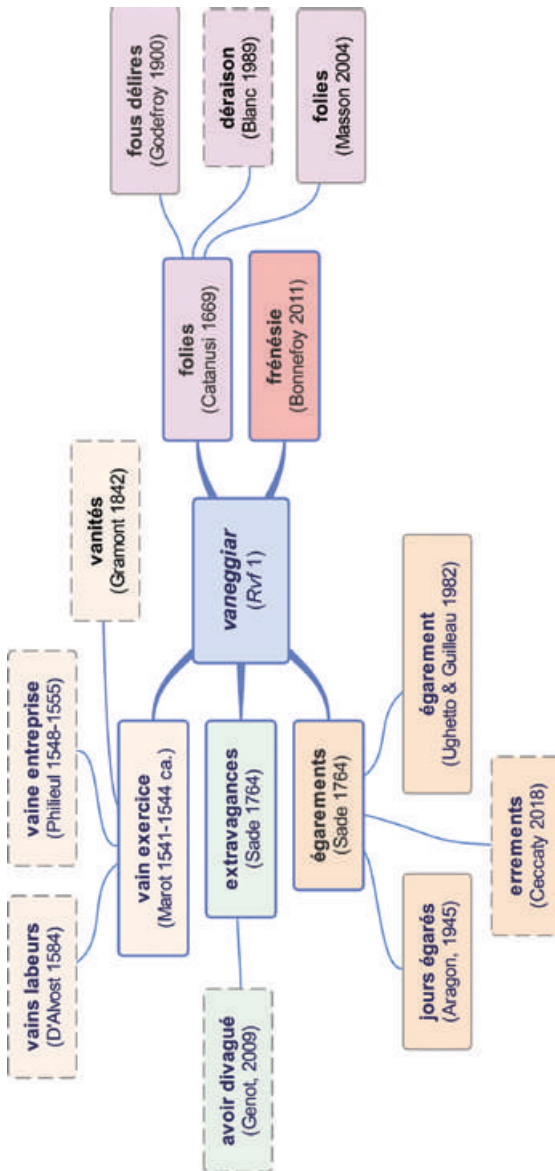 vains labeurs
(D'Alvost 1584)
vaine entreprise
(Philieul 1548-1555)
vanités
(Gramont 1842)
vain exercice
(Marot 1541-1544 ca.)
avoir divagué
(Genot, 2009)
extravagances
(Sade 1764)
égarements
(Sade 1764)
jours égarés
(Aragon, 1945)
errements
(Ceccaty 2018)
égarement
(Ughetto & Guilleau 1982)
vaneggiar
(Rvf 1)
folies
(Catanusi 1669)
frénésie
(Bonnefoy 2011)
fous délires
(Godefroy 1900)
déraison
(Blanc 1989)
folies
(Masson 2004)